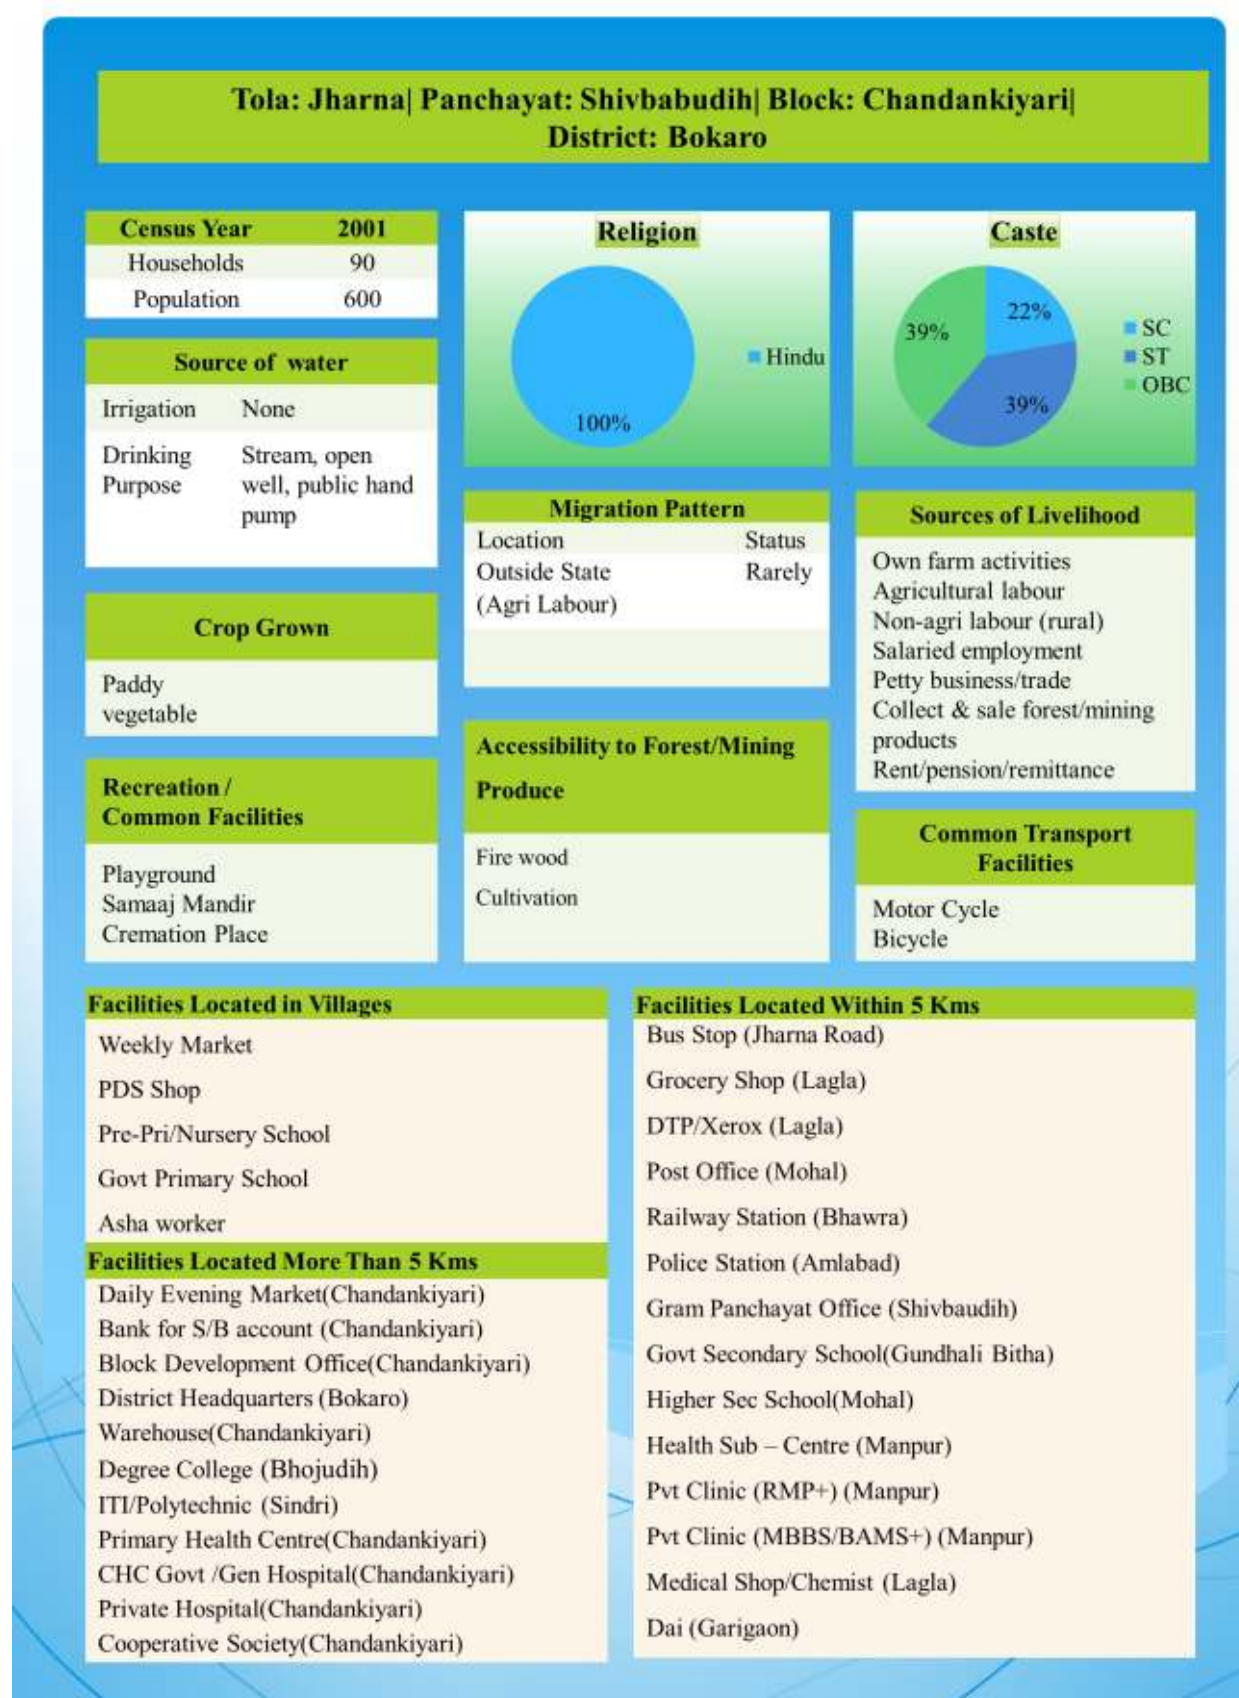 Tola: Jharna| Panchayat: Shivbabudih| Block: Chandankiyari|
District: Bokaro
Census Year 2001
Households 90
Population 600
Source of water
Irrigation None
Drinking Stream, open
Purpose well, public hand
pump
Crop Grown
Paddy
vegetable
Recreation /
Common Facilities
Playground
Samaaj Mandir
Cremation Place
Religion
100%
Hindu
Migration Pattern
Location Status
Outside State Rarely
(Agri Labour)
Accessibility to Forest/Mining
Produce
Fire wood
Cultivation
Caste
22%
39%
39%
SC
ST
OBC
Sources of Livelihood
Own farm activities
Agricultural labour
Non-agri labour (rural)
Salaried employment
Petty business/trade
Collect & sale forest/mining
products
Rent/pension/remittance
Common Transport
Facilities
Motor Cycle
Bicycle
Facilities Located in Villages
Weekly Market
PDS Shop
Pre-Pri/Nursery School
Govt Primary School
Asha worker
Facilities Located More Than 5 Kms
Daily Evening Market(Chandankiyari)
Bank for S/B account (Chandankiyari)
Block Development Office(Chandankiyari)
District Headquarters (Bokaro)
Warehouse(Chandankiyari)
Degree College (Bhojudih)
ITI/Polytechnic (Sindri)
Primary Health Centre(Chandankiyari)
CHC Govt /Gen Hospital(Chandankiyari)
Private Hospital(Chandankiyari)
Cooperative Society(Chandankiyari)
Facilities Located Within 5 Kms
Bus Stop (Jharna Road)
Grocery Shop (Lagla)
DTP/Xerox (Lagla)
Post Office (Mohal)
Railway Station (Bhawra)
Police Station (Amlabad)
Gram Panchayat Office (Shivbaudih)
Govt Secondary School(Gundhali Bitha)
Higher Sec School(Mohal)
Health Sub – Centre (Manpur)
Pvt Clinic (RMP+) (Manpur)
Pvt Clinic (MBBS/BAMS+) (Manpur)
Medical Shop/Chemist (Lagla)
Dai (Garigaon)